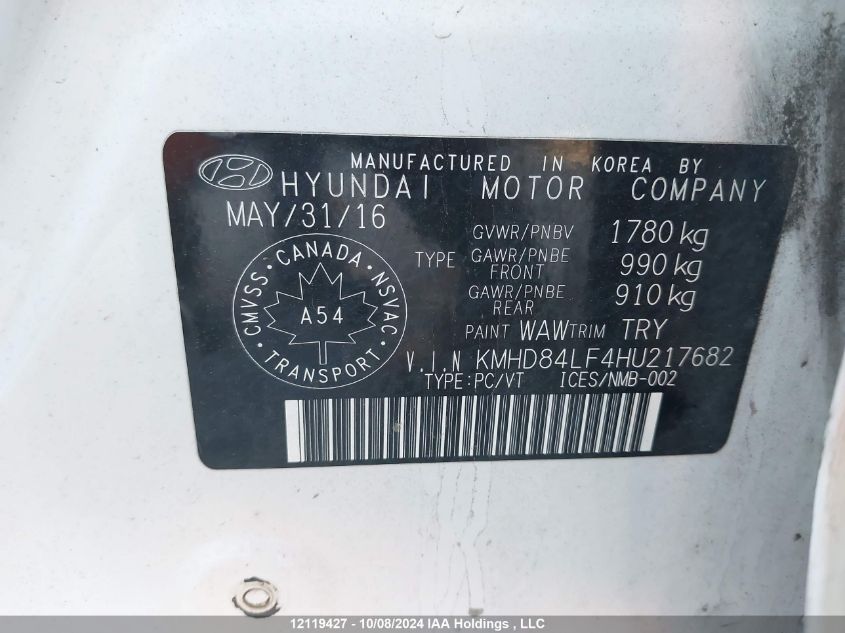 MANUFACTURED IN KOREA BY
HYUNDAI MOTOR COMPANY
MAY/31/16
GVWR/PNBV 1780 kg
TYPE GAWR/PNBE FRONT 990 kg
GAWR/PNBE REAR 910 kg
PAINT WAW TRIM TRY
CMVSS • CANADA • NSVAC • TRANSPORT •
A54
V.I.N KMHD84LF4HU217682
TYPE:PC/VT ICES/NMB-002
12119427 - 10/08/2024 IAA Holdings , LLC